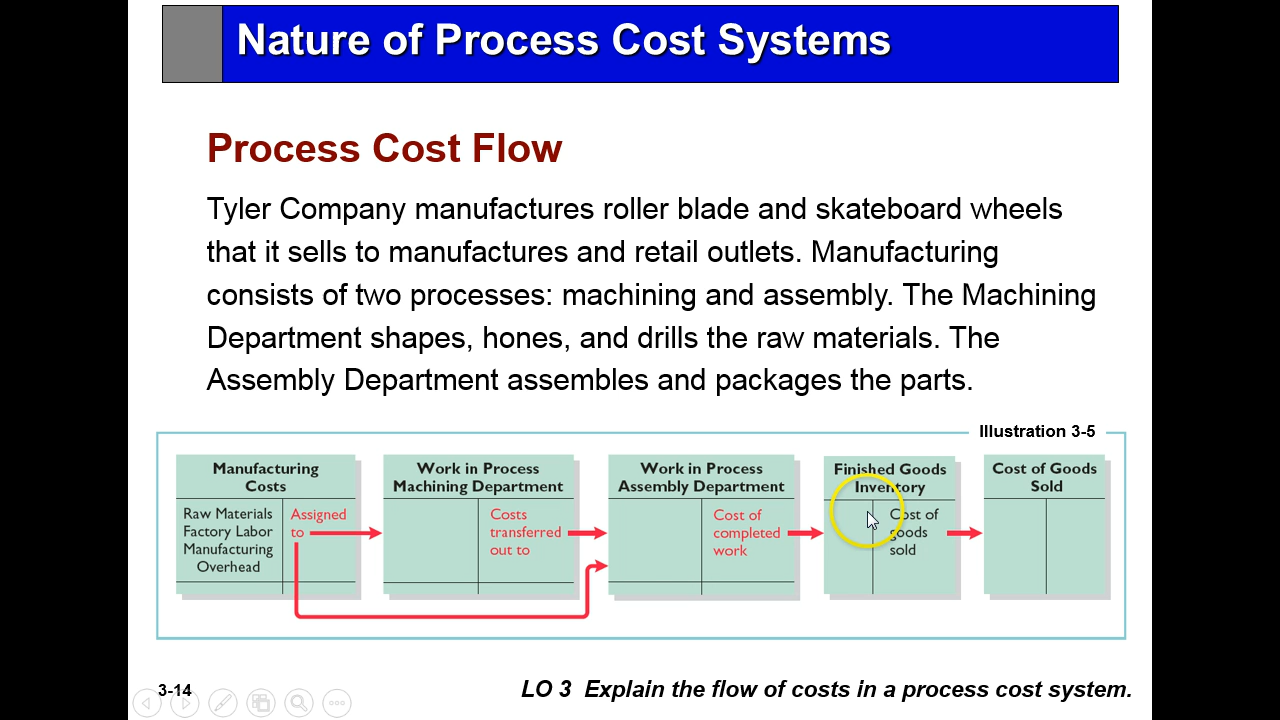 Nature of Process Cost Systems
Process Cost Flow
Tyler Company manufactures roller blade and skateboard wheels
that it sells to manufactures and retail outlets. Manufacturing
consists of two processes: machining and assembly. The Machining
Department shapes, hones, and drills the raw materials. The
Assembly Department assembles and packages the parts.
Illustration 3-5
Manufacturing
Costs
Raw Materials
Factory Labor
Manufacturing
Overhead
Assigned
to
Work in Process
Machining Department
Costs
transferred
out to
Work in Process
Assembly Department
Cost of
completed
work
Finished Goods
Inventory
Cost of
goods
sold
Cost of Goods
Sold
3-14
LO 3 Explain the flow of costs in a process cost system.